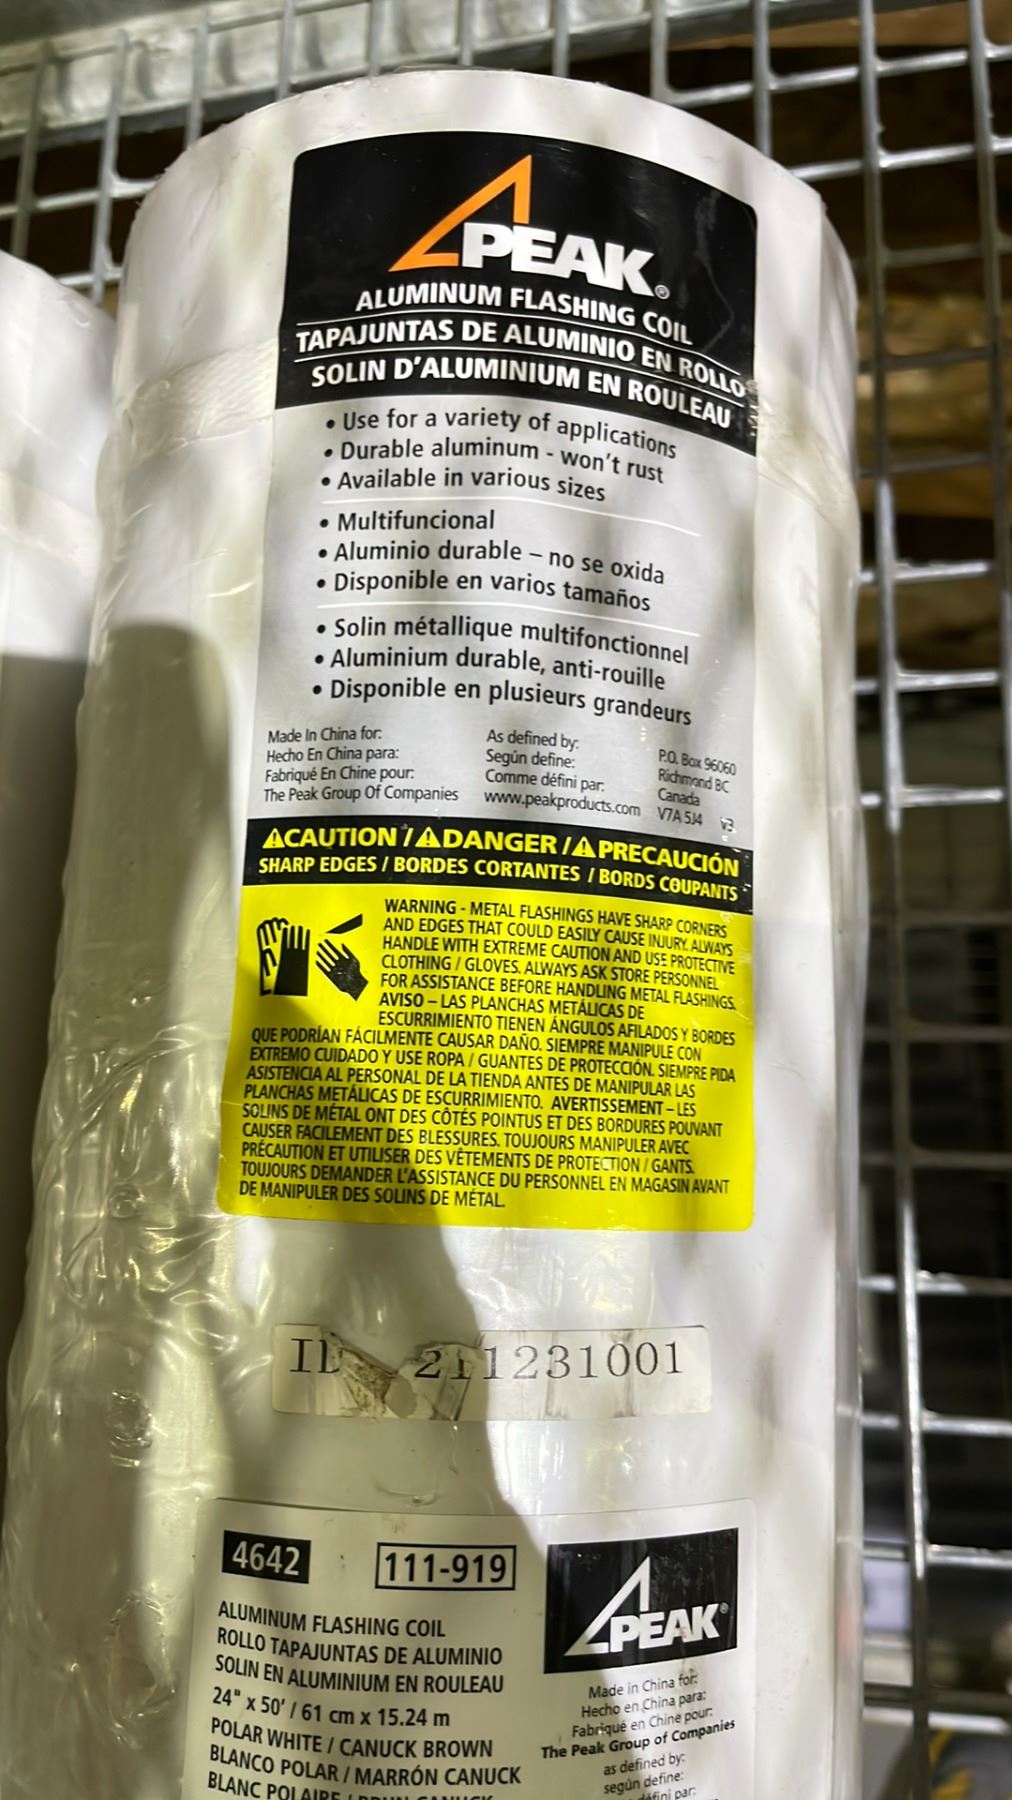 PEAK®
ALUMINUM FLASHING COIL
TAPAJUNTAS DE ALUMINIO EN ROLLO
SOLIN D'ALUMINIUM EN ROULEAU
• Use for a variety of applications
• Durable aluminum - won't rust
• Available in various sizes
• Multifuncional
• Aluminio durable – no se oxida
• Disponible en varios tamaños
• Solin métallique multifonctionnel
• Aluminium durable, anti-rouille
• Disponible en plusieurs grandeurs
Made In China for:
Hecho En China para:
Fabriqué En Chine pour:
The Peak Group Of Companies
As defined by:
Según define:
Comme défini par:
www.peakproducts.com
P.O. Box 96060
Richmond BC
Canada
V7A 5J4 v3
⚠CAUTION / ⚠DANGER / ⚠PRECAUCIÓN
SHARP EDGES / BORDES CORTANTES / BORDS COUPANTS
WARNING - METAL FLASHINGS HAVE SHARP CORNERS
AND EDGES THAT COULD EASILY CAUSE INJURY. ALWAYS
HANDLE WITH EXTREME CAUTION AND USE PROTECTIVE
CLOTHING / GLOVES. ALWAYS ASK STORE PERSONNEL
FOR ASSISTANCE BEFORE HANDLING METAL FLASHINGS.
AVISO – LAS PLANCHAS METÁLICAS DE
ESCURRIMIENTO TIENEN ÁNGULOS AFILADOS Y BORDES
QUE PODRÍAN FÁCILMENTE CAUSAR DAÑO. SIEMPRE MANIPULE CON
EXTREMO CUIDADO Y USE ROPA / GUANTES DE PROTECCIÓN. SIEMPRE PIDA
ASISTENCIA AL PERSONAL DE LA TIENDA ANTES DE MANIPULAR LAS
PLANCHAS METÁLICAS DE ESCURRIMIENTO. AVERTISSEMENT – LES
SOLINS DE MÉTAL ONT DES CÔTÉS POINTUS ET DES BORDURES POUVANT
CAUSER FACILEMENT DES BLESSURES. TOUJOURS MANIPULER AVEC
PRÉCAUTION ET UTILISER DES VÊTEMENTS DE PROTECTION / GANTS.
TOUJOURS DEMANDER L'ASSISTANCE DU PERSONNEL EN MAGASIN AVANT
DE MANIPULER DES SOLINS DE MÉTAL.
211231001
4642
111-919
ALUMINUM FLASHING COIL
ROLLO TAPAJUNTAS DE ALUMINIO
SOLIN EN ALUMINIUM EN ROULEAU
24" x 50' / 61 cm x 15.24 m
POLAR WHITE / CANUCK BROWN
BLANCO POLAR / MARRÓN CANUCK
BLANC POLAIRE / BRUN CANUCK
PEAK®
Made in China for:
Hecho en China para:
Fabriqué en Chine pour:
The Peak Group of Companies
as defined by:
según define:
défini par: